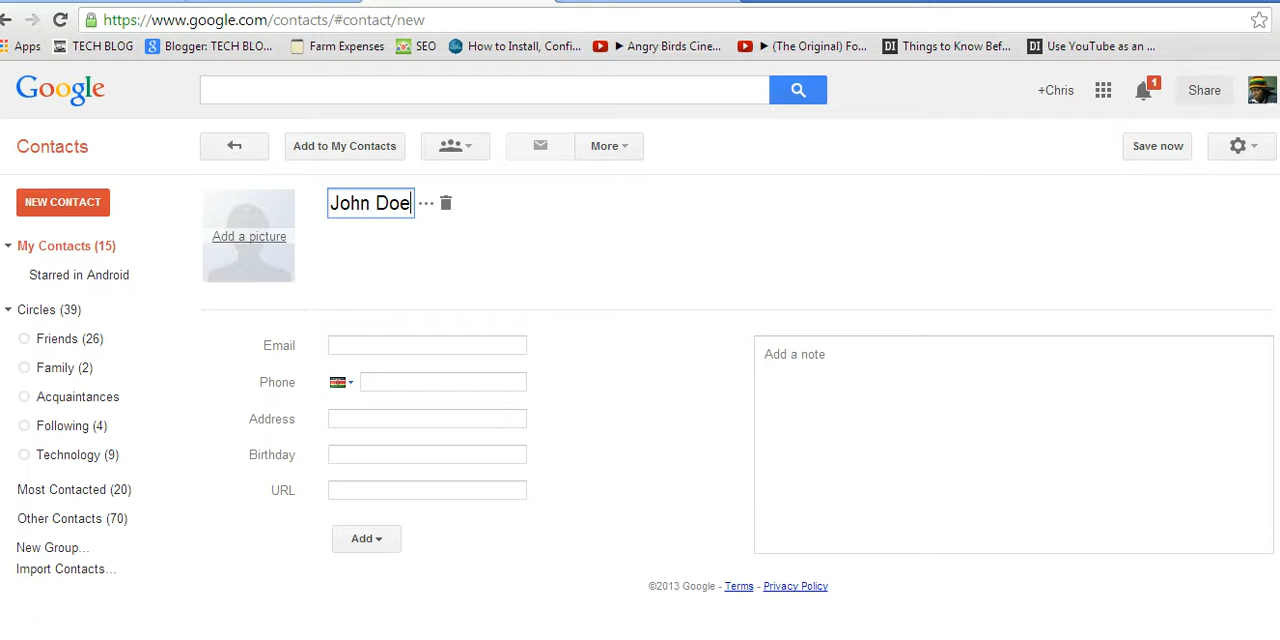 https://www.google.com/contacts/#contact/new
Apps TECH BLOG Blogger: TECH BLO... Farm Expenses SEO How to Install, Confi... ► Angry Birds Cine... ► (The Original) Fo... DI Things to Know Bef... DI Use YouTube as an ...
Google +Chris 1 Share
Contacts Add to My Contacts More Save now
NEW CONTACT Add a picture John Doe ...
My Contacts (15)
Starred in Android
Circles (39)
Friends (26)
Family (2)
Acquaintances
Following (4)
Technology (9)
Most Contacted (20)
Other Contacts (70)
New Group...
Import Contacts...
Email
Phone
Address
Birthday
URL
Add
Add a note
©2013 Google - Terms - Privacy Policy